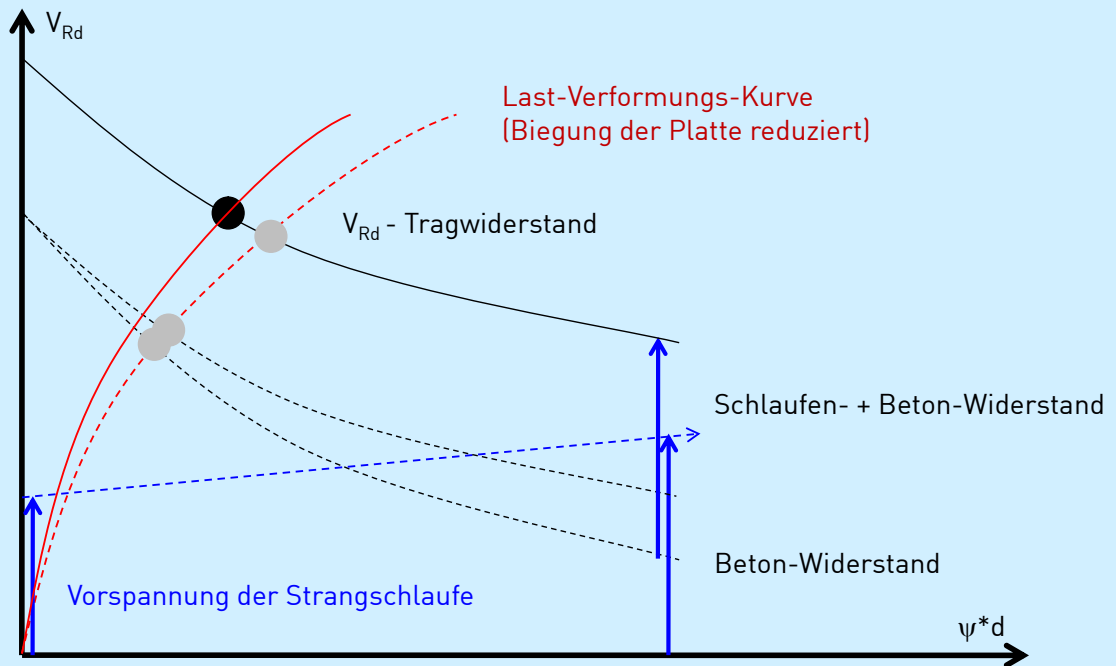 V_Rd
Last-Verformungs-Kurve
(Biegung der Platte reduziert)
V_Rd - Tragwiderstand
Schlaufen- + Beton-Widerstand
Beton-Widerstand
Vorspannung der Strangschlaufe
ψ*d